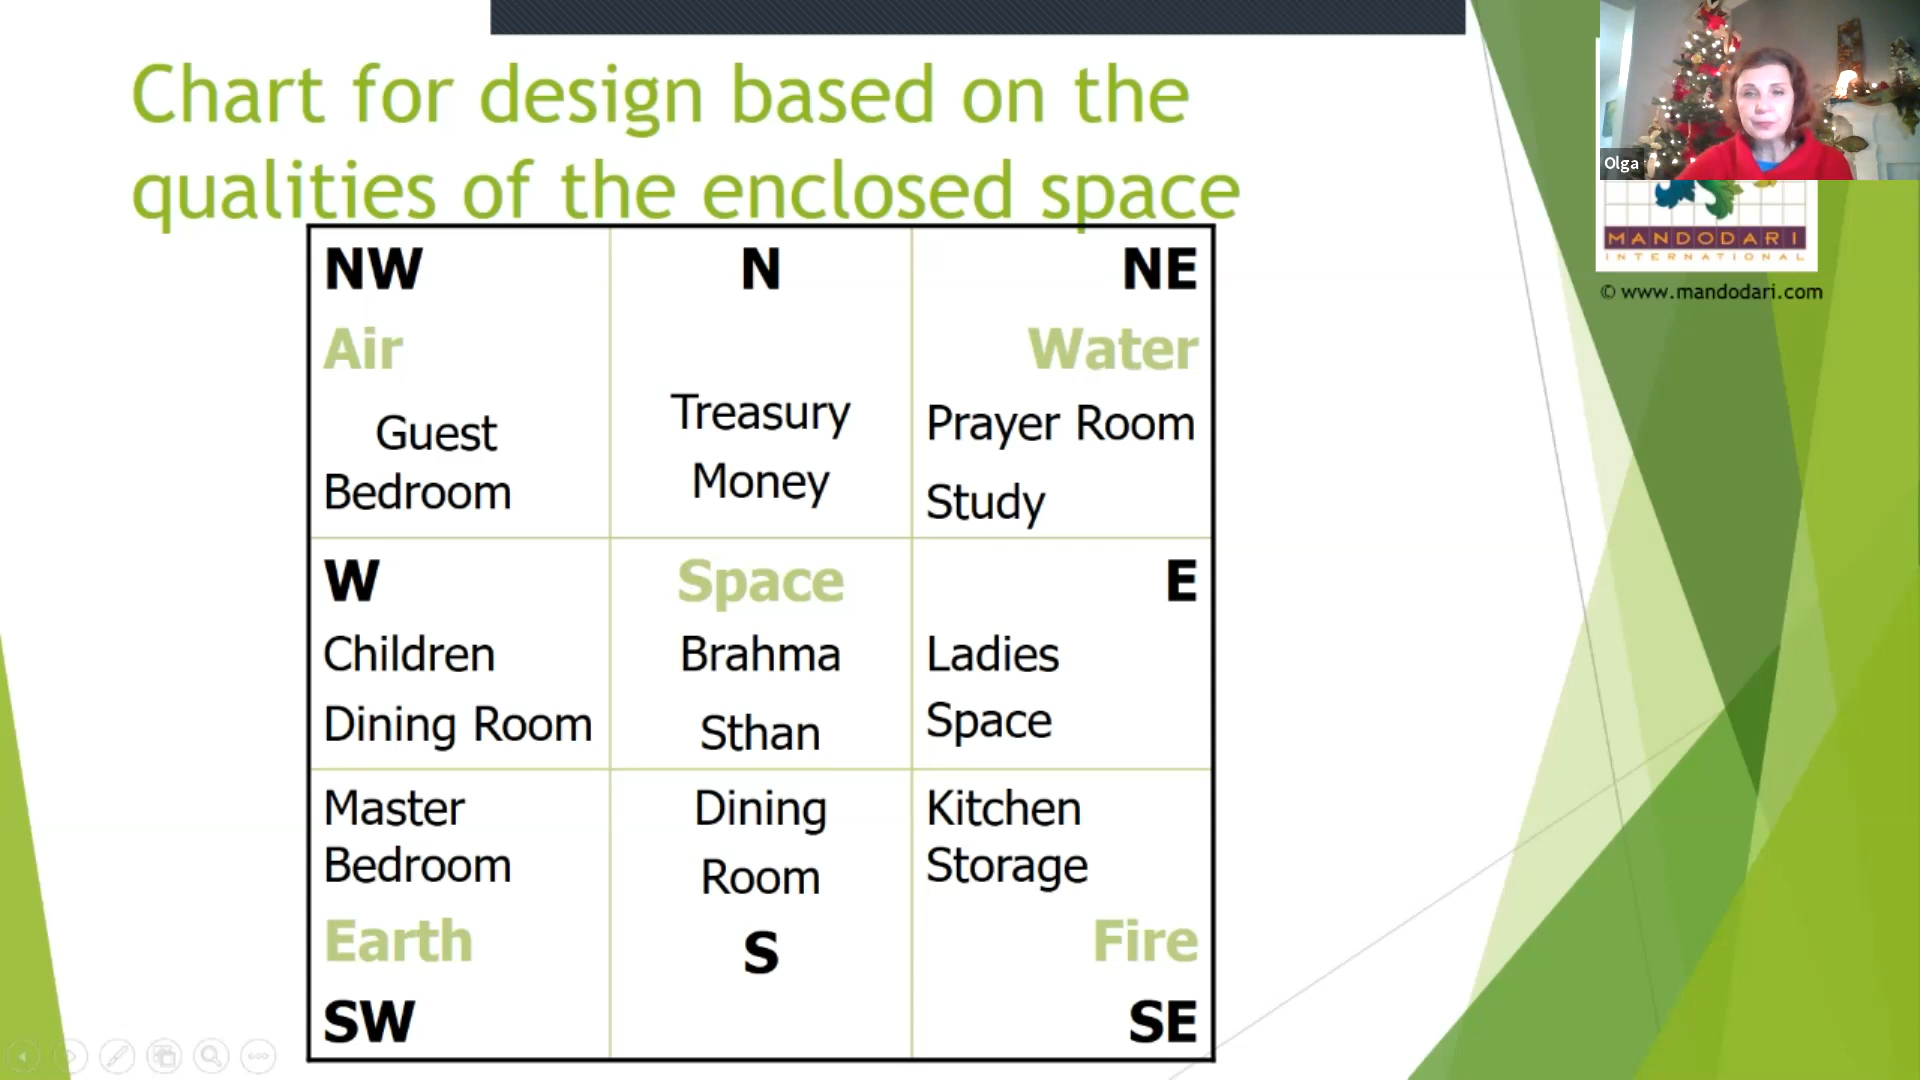 Chart for design based on the
qualities of the enclosed space
NW
Air
Guest
Bedroom
N
Treasury
Money
NE
Water
Prayer Room
Study
W
Children
Dining Room
Space
Brahma
Sthan
E
Ladies
Space
Master
Bedroom
Earth
SW
Dining
Room
S
Kitchen
Storage
Fire
SE
Olga
MANDODARI
INTERNATIONAL
© www.mandodari.com